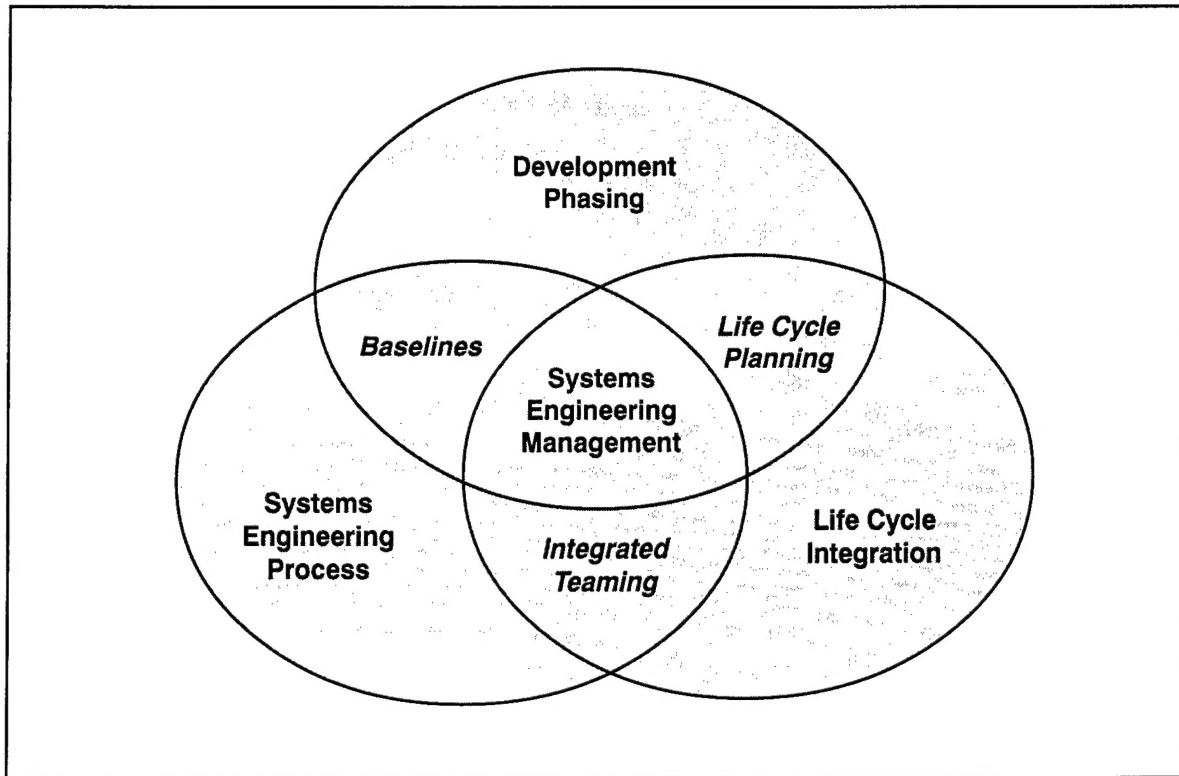 Development
Phasing
Baselines
Life Cycle
Planning
Systems
Engineering
Management
Systems
Engineering
Process
Integrated
Teaming
Life Cycle
Integration